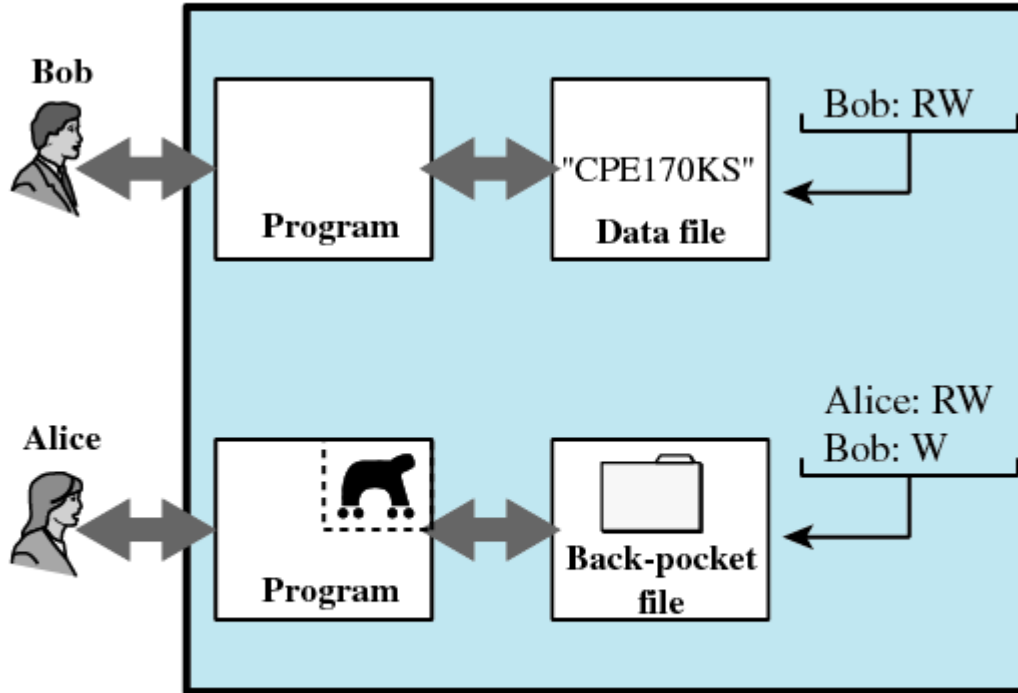 Bob
Program
"CPE170KS"
Data file
Bob: RW
Alice
Program
Back-pocket
file
Alice: RW
Bob: W